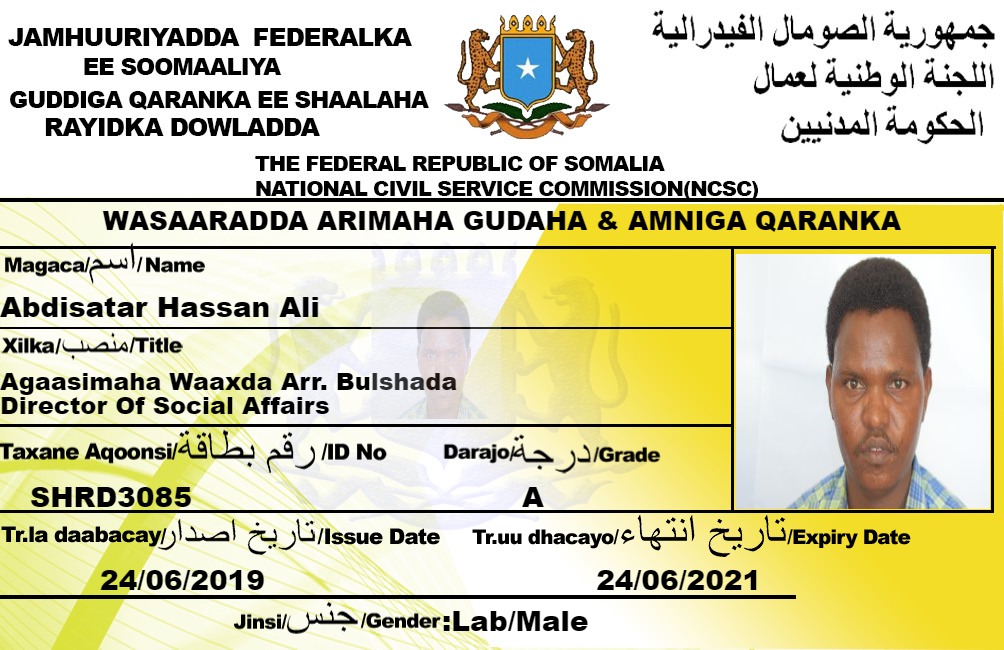 JAMHUURIYADDA FEDERALKA
EE SOOMAALIYA
GUDDIGA QARANKA EE SHAALAHA
RAYIDKA DOWLADDA
جمهورية الصومال الفيدرالية
اللجنة الوطنية لعمال
الحكومة المدنيين
THE FEDERAL REPUBLIC OF SOMALIA
NATIONAL CIVIL SERVICE COMMISSION(NCSC)
WASAARADDA ARIMAHA GUDAHA & AMNIGA QARANKA
Magaca/اسم/Name
Abdisatar Hassan Ali
Xilka/منصب/Title
Agaasimaha Waaxda Arr. Bulshada
Director Of Social Affairs
Taxane Aqoonsi/رقم بطاقة/ID No
Darajo/درجة/Grade
SHRD3085
A
Tr.la daabacay/تاريخ اصدار/Issue Date
Tr.uu dhacayo/تاريخ انتهاء/Expiry Date
24/06/2019
24/06/2021
Jinsi/جنس/Gender:Lab/Male